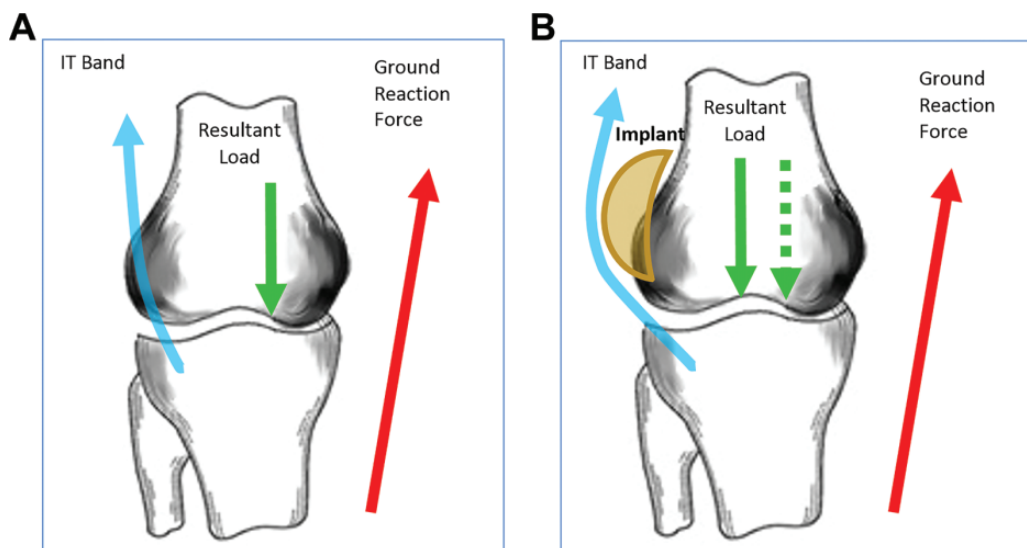 A
IT Band
Ground
Reaction
Force
Resultant
Load
B
IT Band
Ground
Reaction
Force
Resultant
Load
Implant